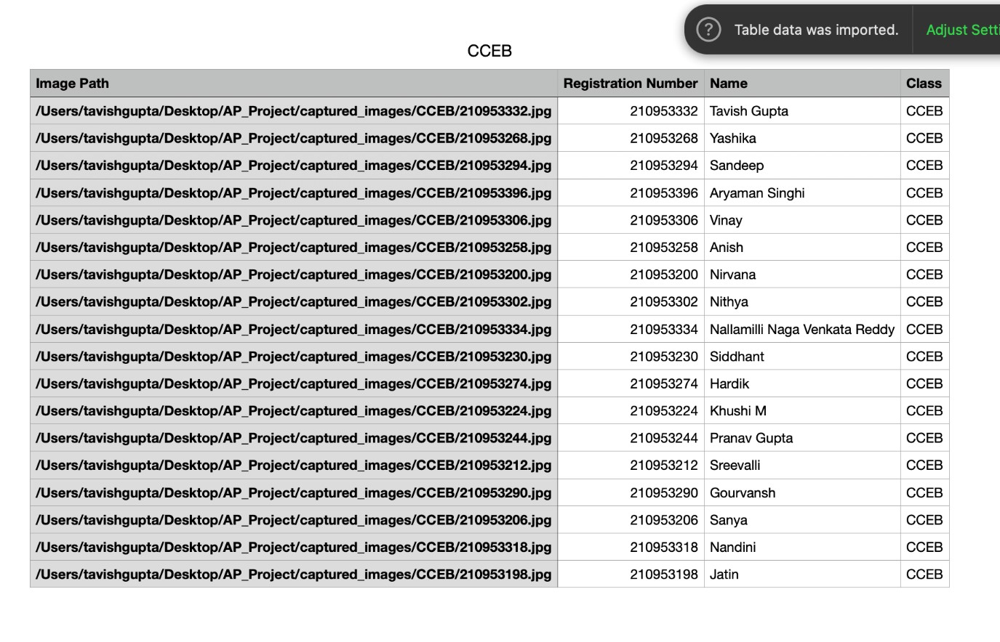 Table data was imported.
CCEB
Image Path Registration Number Name Class
/Users/tavishgupta/Desktop/AP_Project/captured_images/CCEB/210953332.jpg 210953332 Tavish Gupta CCEB
/Users/tavishgupta/Desktop/AP_Project/captured_images/CCEB/210953268.jpg 210953268 Yashika CCEB
/Users/tavishgupta/Desktop/AP_Project/captured_images/CCEB/210953294.jpg 210953294 Sandeep CCEB
/Users/tavishgupta/Desktop/AP_Project/captured_images/CCEB/210953396.jpg 210953396 Aryaman Singhi CCEB
/Users/tavishgupta/Desktop/AP_Project/captured_images/CCEB/210953306.jpg 210953306 Vinay CCEB
/Users/tavishgupta/Desktop/AP_Project/captured_images/CCEB/210953258.jpg 210953258 Anish CCEB
/Users/tavishgupta/Desktop/AP_Project/captured_images/CCEB/210953200.jpg 210953200 Nirvana CCEB
/Users/tavishgupta/Desktop/AP_Project/captured_images/CCEB/210953302.jpg 210953302 Nithya CCEB
/Users/tavishgupta/Desktop/AP_Project/captured_images/CCEB/210953334.jpg 210953334 Nallamilli Naga Venkata Reddy CCEB
/Users/tavishgupta/Desktop/AP_Project/captured_images/CCEB/210953230.jpg 210953230 Siddhant CCEB
/Users/tavishgupta/Desktop/AP_Project/captured_images/CCEB/210953274.jpg 210953274 Hardik CCEB
/Users/tavishgupta/Desktop/AP_Project/captured_images/CCEB/210953224.jpg 210953224 Khushi M CCEB
/Users/tavishgupta/Desktop/AP_Project/captured_images/CCEB/210953244.jpg 210953244 Pranav Gupta CCEB
/Users/tavishgupta/Desktop/AP_Project/captured_images/CCEB/210953212.jpg 210953212 Sreevalli CCEB
/Users/tavishgupta/Desktop/AP_Project/captured_images/CCEB/210953290.jpg 210953290 Gourvansh CCEB
/Users/tavishgupta/Desktop/AP_Project/captured_images/CCEB/210953206.jpg 210953206 Sanya CCEB
/Users/tavishgupta/Desktop/AP_Project/captured_images/CCEB/210953318.jpg 210953318 Nandini CCEB
/Users/tavishgupta/Desktop/AP_Project/captured_images/CCEB/210953198.jpg 210953198 Jatin CCEB